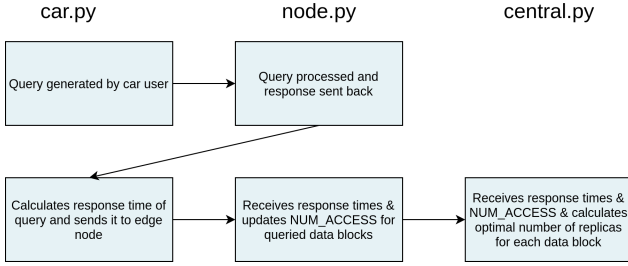 car.py
node.py
central.py
Query generated by car user
Query processed and
response sent back
Calculates response time of
query and sends it to edge
node
Receives response times &
updates NUM_ACCESS for
queried data blocks
Receives response times &
NUM_ACCESS & calculates
optimal number of replicas
for each data block